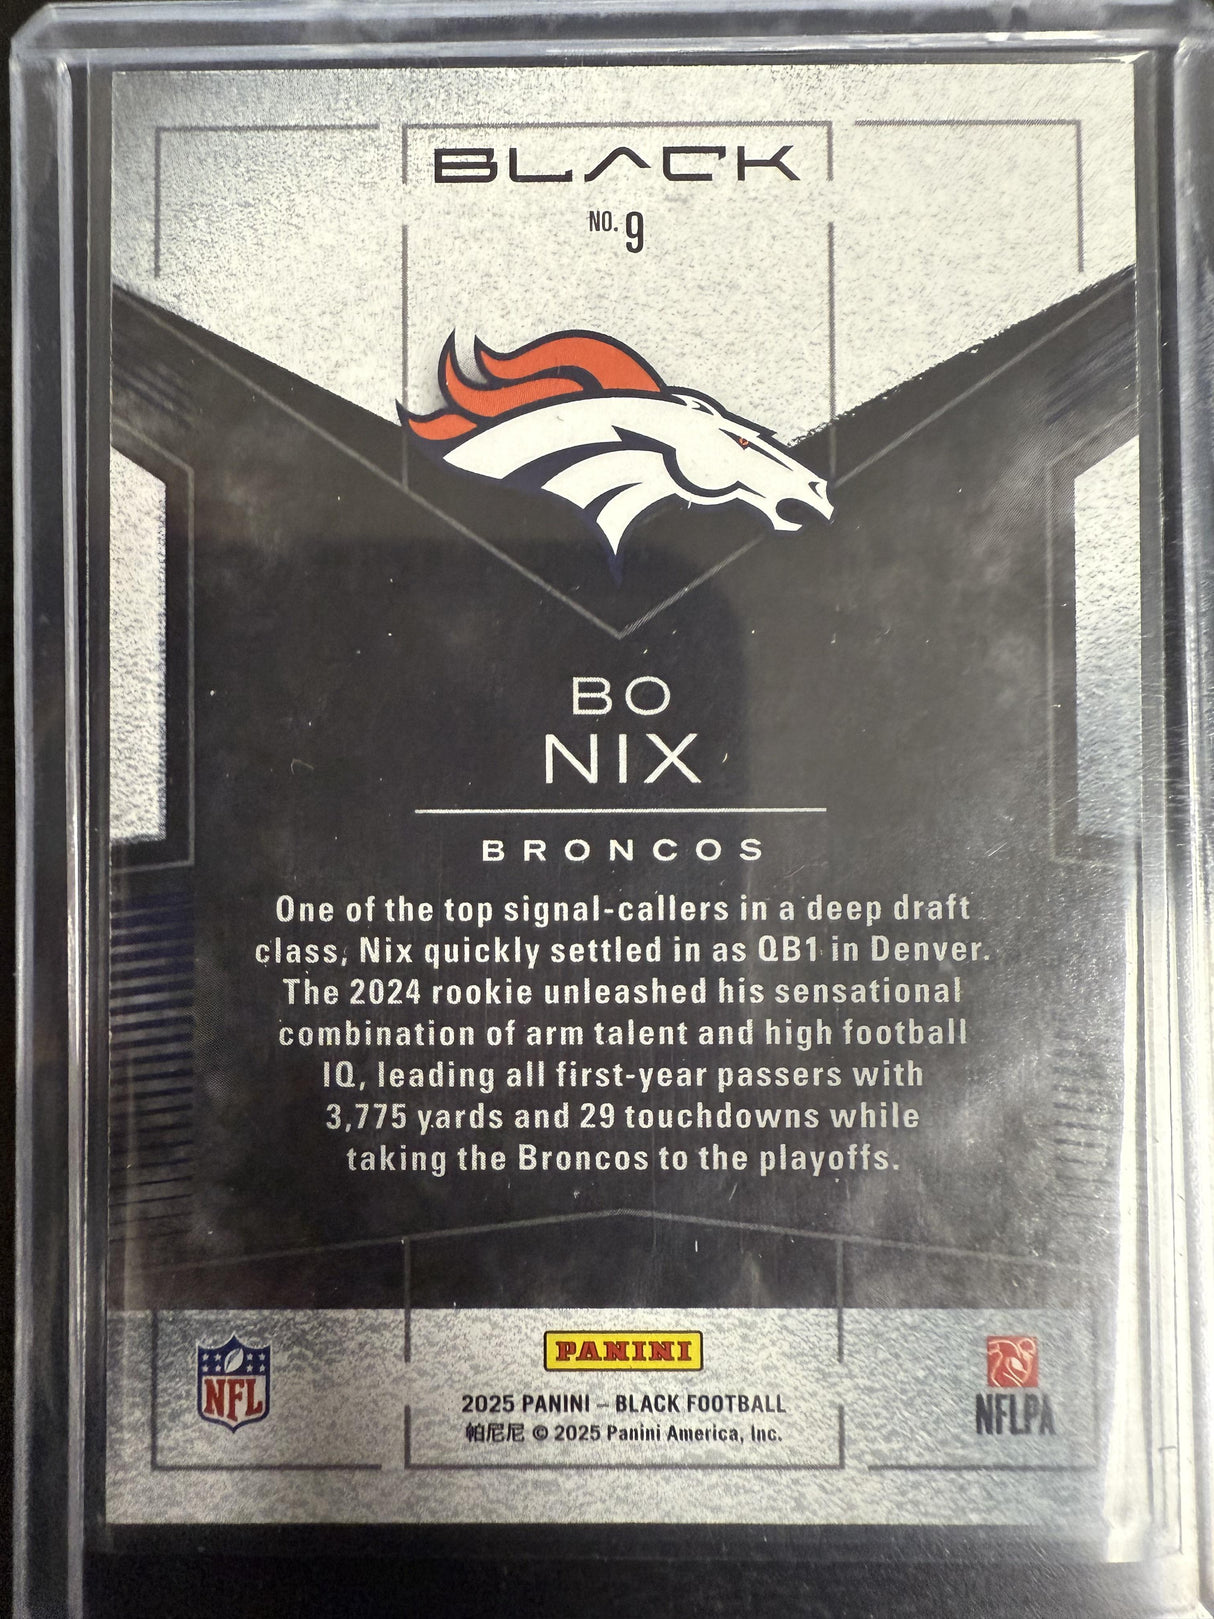 BLACK
NO. 9
BO
NIX
BRONCOS
One of the top signal-callers in a deep draft
class, Nix quickly settled in as QB1 in Denver.
The 2024 rookie unleashed his sensational
combination of arm talent and high football
IQ, leading all first-year passers with
3,775 yards and 29 touchdowns while
taking the Broncos to the playoffs.
NFL
PANINI
2025 PANINI – BLACK FOOTBALL
帕尼尼 © 2025 Panini America, Inc.
NFLPA